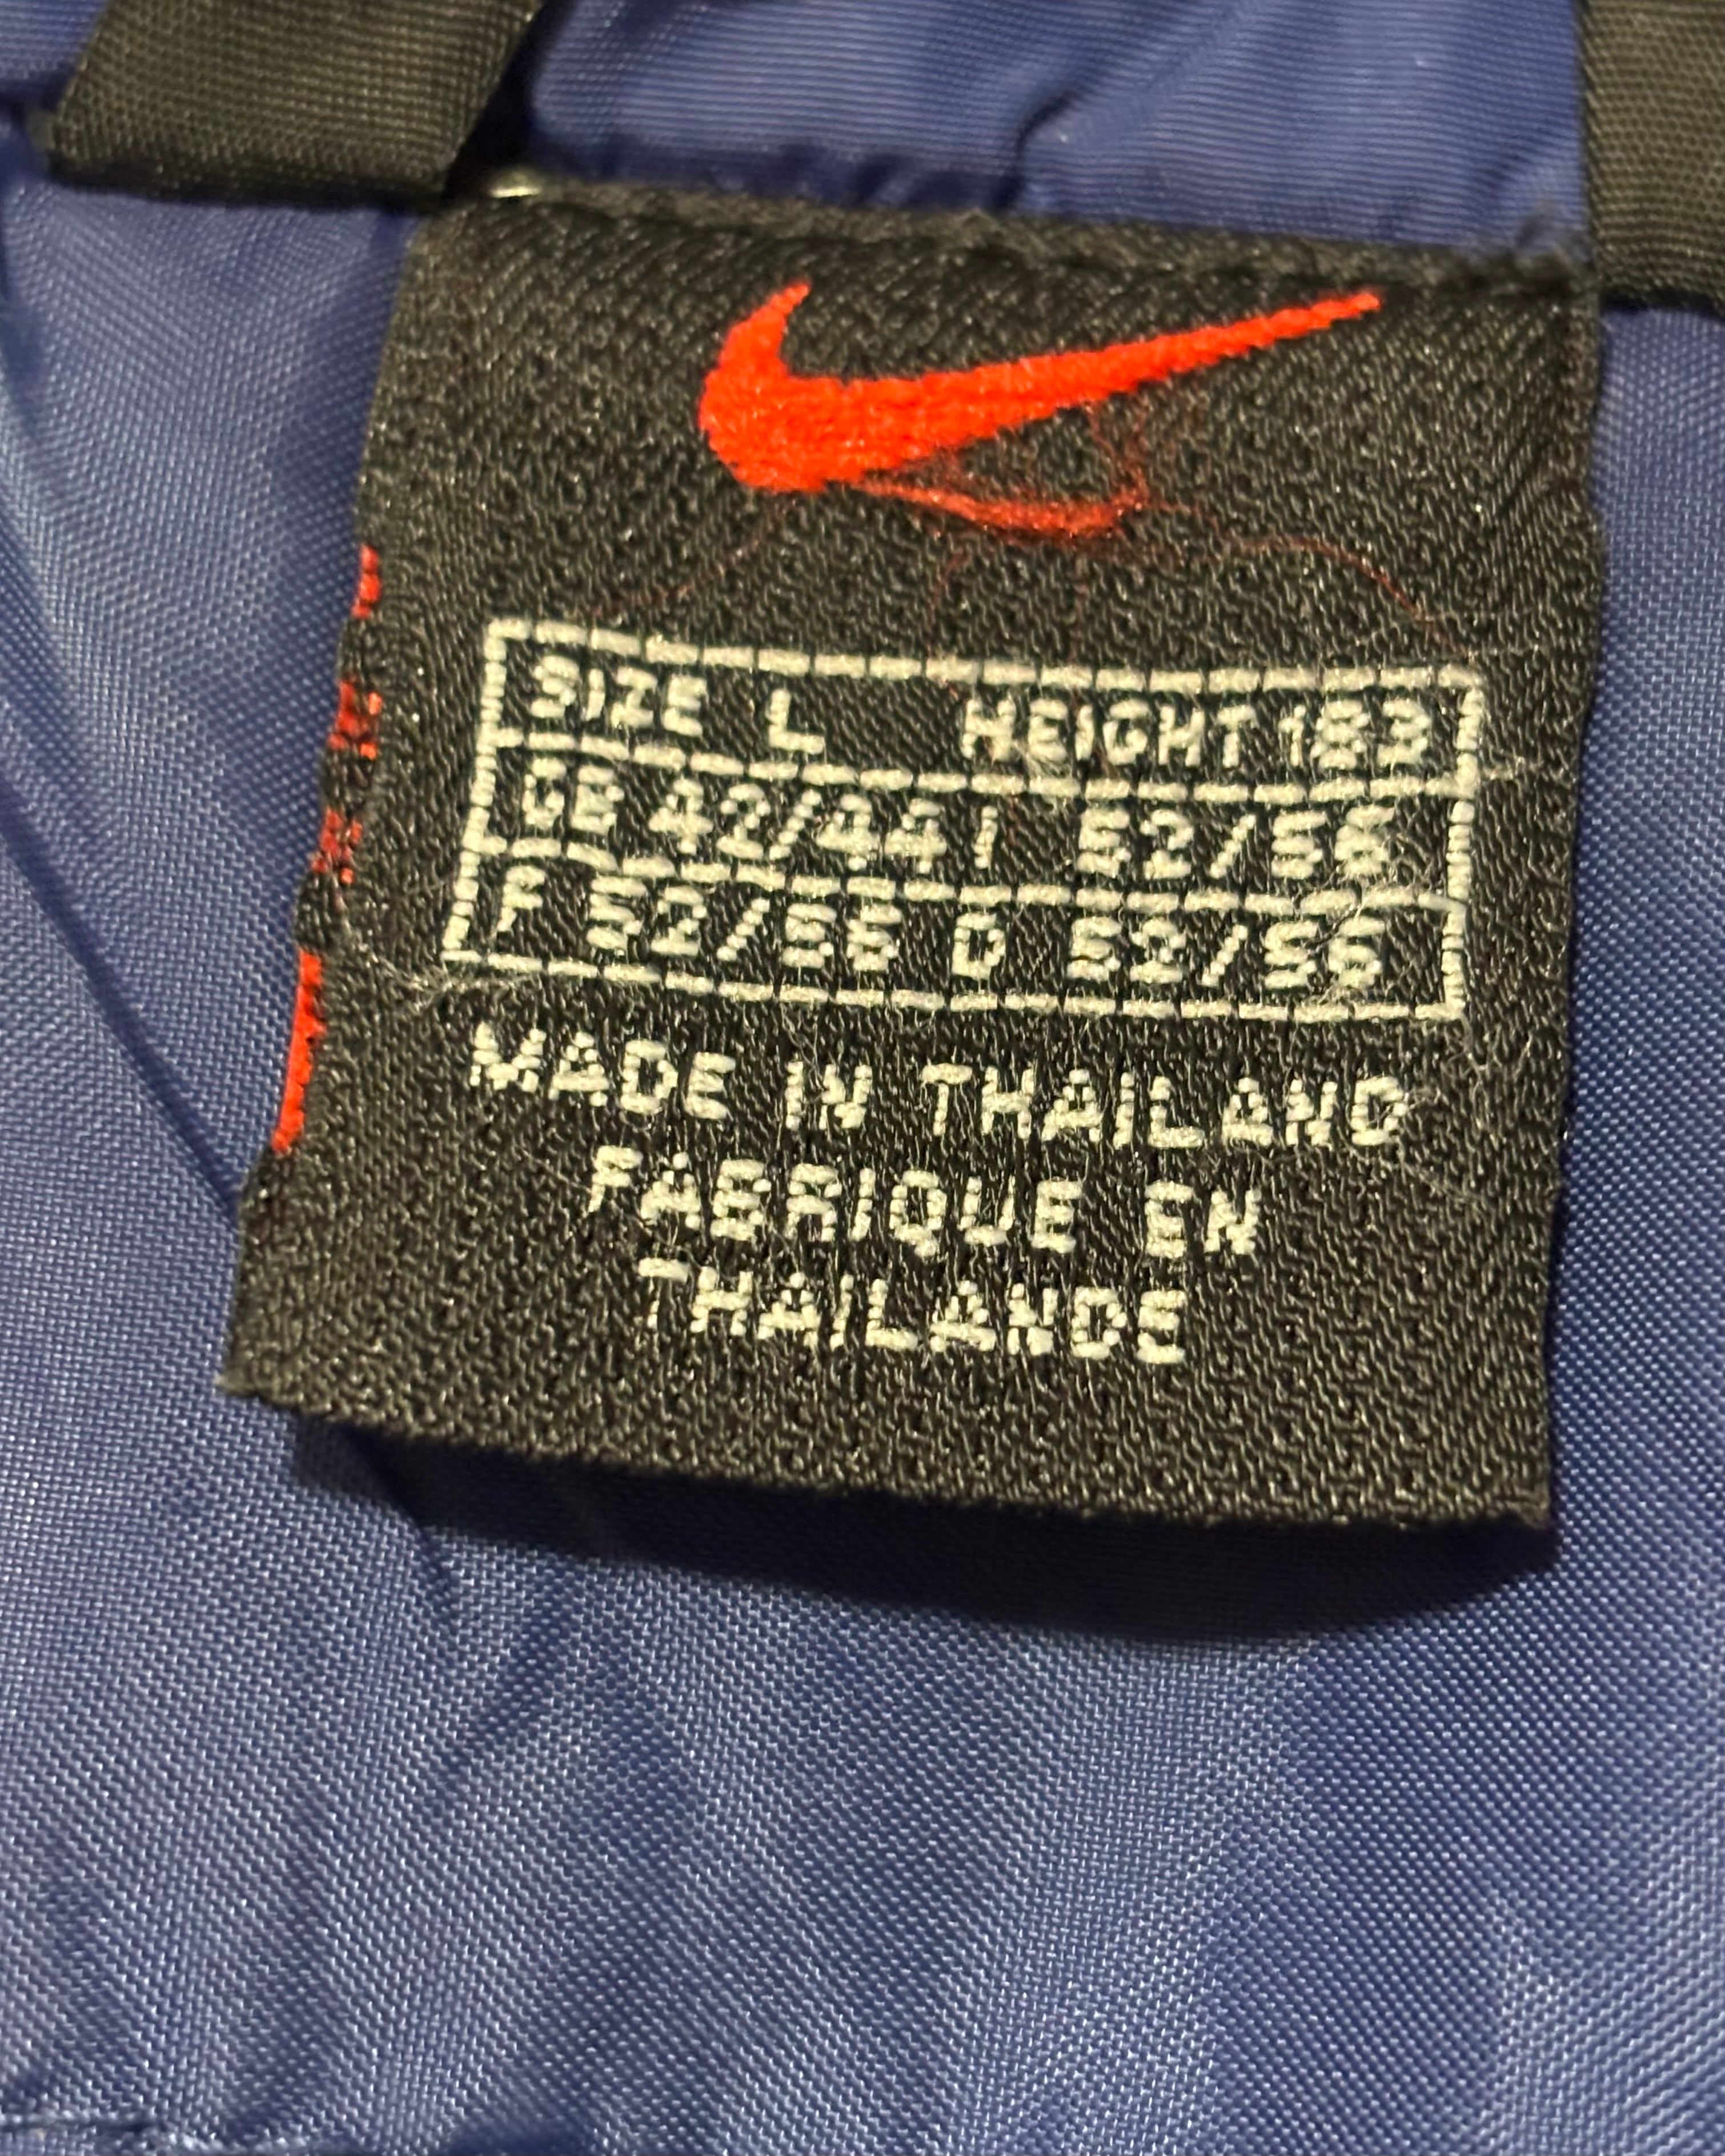 SIZE L HEIGHT 183
GB 42/44 I 52/56
F 52/56 D 52/56
MADE IN THAILAND
FABRIQUE EN
THAILANDE